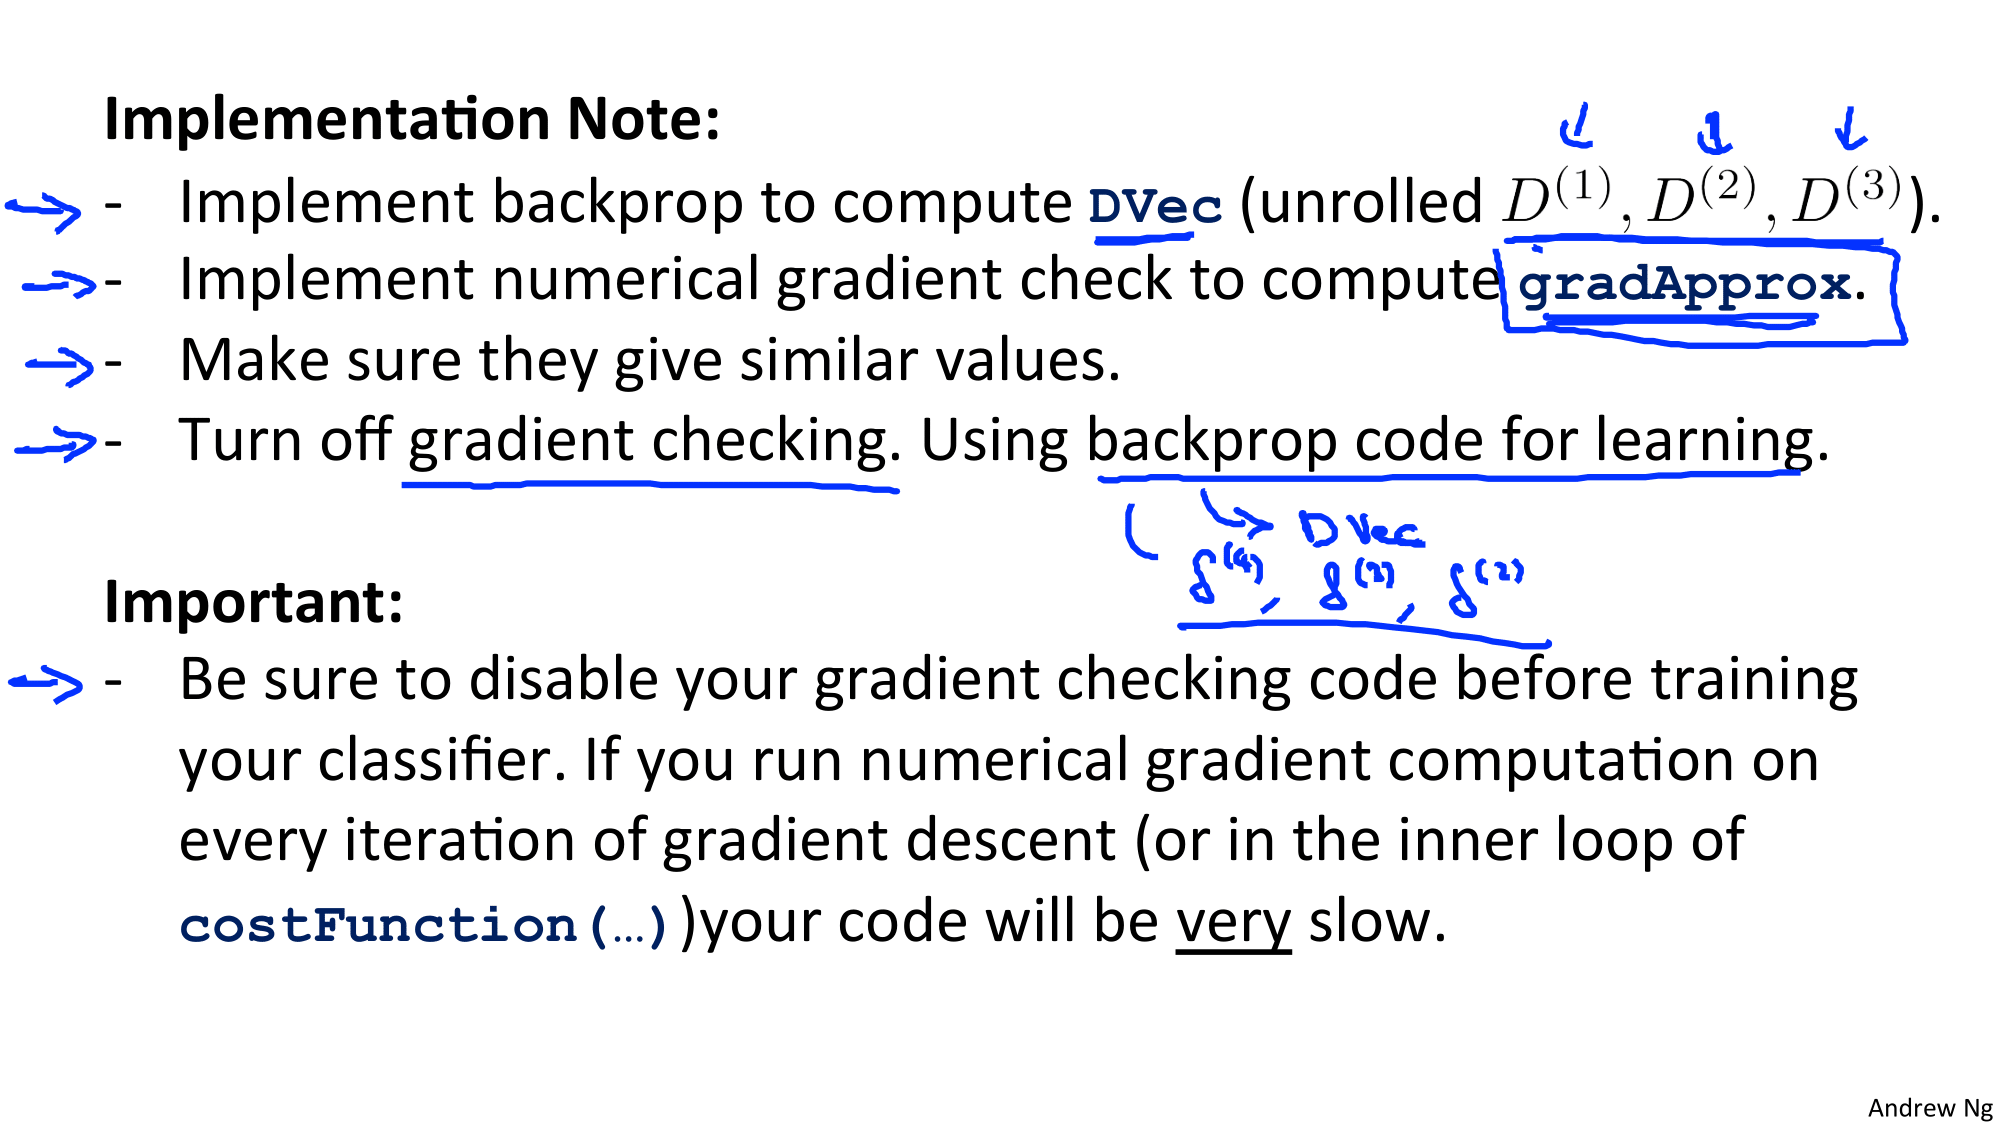 Implementation Note:
- Implement backprop to compute DVec (unrolled D^(1), D^(2), D^(3)).
- Implement numerical gradient check to compute gradApprox.
- Make sure they give similar values.
- Turn off gradient checking. Using backprop code for learning.
DVec
δ^(4), δ^(3), δ^(2)
Important:
- Be sure to disable your gradient checking code before training
your classifier. If you run numerical gradient computation on
every iteration of gradient descent (or in the inner loop of
costFunction(…))your code will be very slow.
Andrew Ng